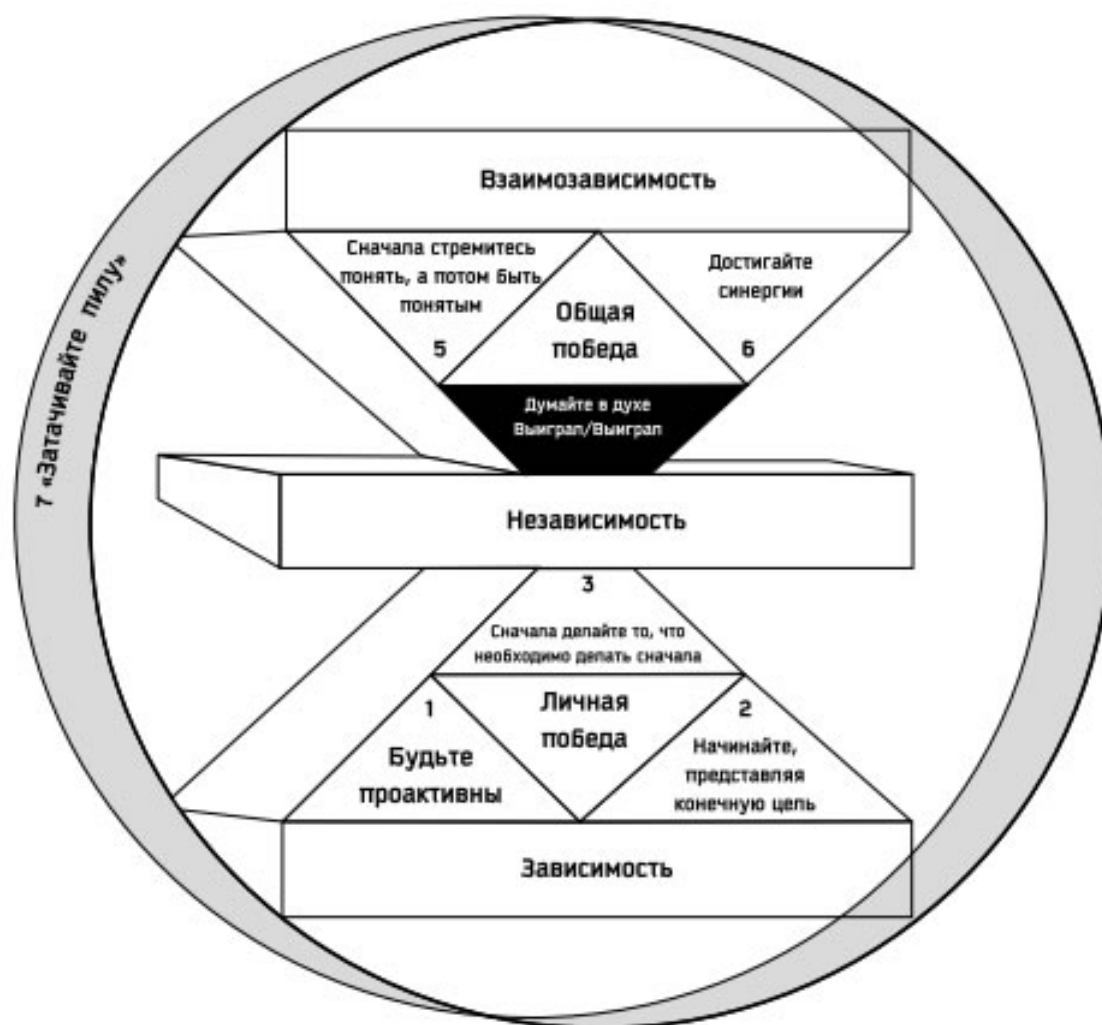 Взаимозависимость
Сначала стремитесь
понять, а потом быть
понятым
5
Достигайте
синергии
6
Общая
победа
Думайте в духе
Выиграл/Выиграл
7 «Затачивайте пилу»
Независимость
3
Сначала делайте то, что
необходимо делать сначала
1
Будьте
проактивны
Личная
победа
2
Начинайте,
представляя
конечную цель
Зависимость